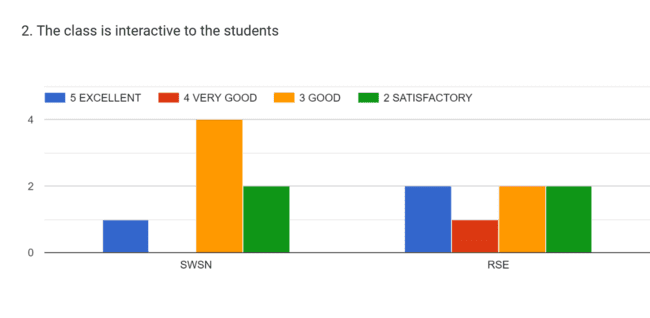 2. The class is interactive to the students
5 EXCELLENT 4 VERY GOOD 3 GOOD 2 SATISFACTORY
4
2
0
SWSN RSE